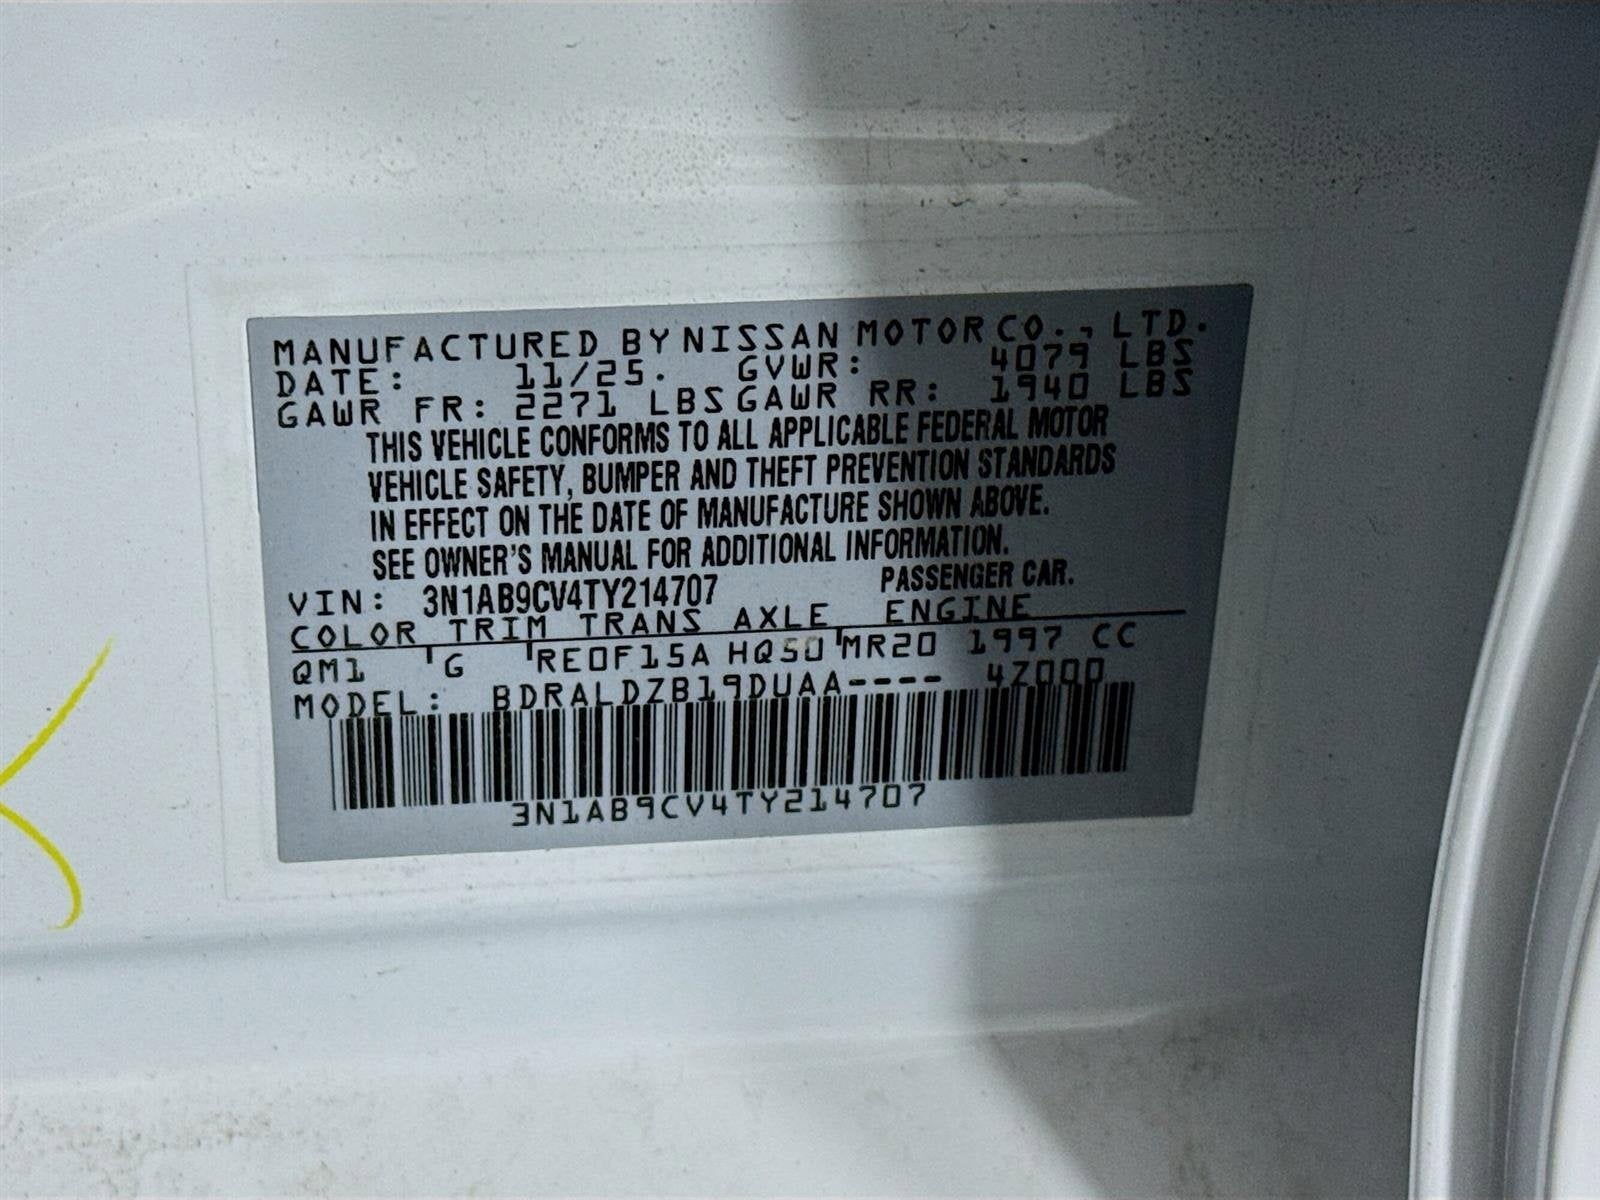 MANUFACTURED BY NISSAN MOTOR CO., LTD.
DATE: 11/25. GVWR: 4079 LBS
GAWR FR: 2271 LBS GAWR RR: 1940 LBS
THIS VEHICLE CONFORMS TO ALL APPLICABLE FEDERAL MOTOR
VEHICLE SAFETY, BUMPER AND THEFT PREVENTION STANDARDS
IN EFFECT ON THE DATE OF MANUFACTURE SHOWN ABOVE.
SEE OWNER'S MANUAL FOR ADDITIONAL INFORMATION.
VIN: 3N1AB9CV4TY214707 PASSENGER CAR.
COLOR TRIM TRANS AXLE ENGINE
QM1 G RE0F15A HQ50 MR20 1997 CC
MODEL: BDRALDZB19DUAA---- 4Z000
3N1AB9CV4TY214707